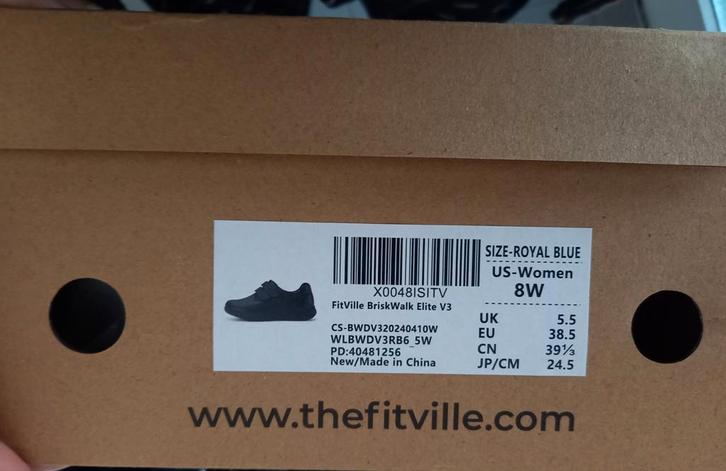 SIZE-ROYAL BLUE
US-Women
8W
X0048ISITV
FitVille BriskWalk Elite V3
CS-BWDV320240410W
WLBWDV3RB6_5W
PD:40481256
New/Made in China
UK 5.5
EU 38.5
CN 39⅓
JP/CM 24.5
www.thefitville.com